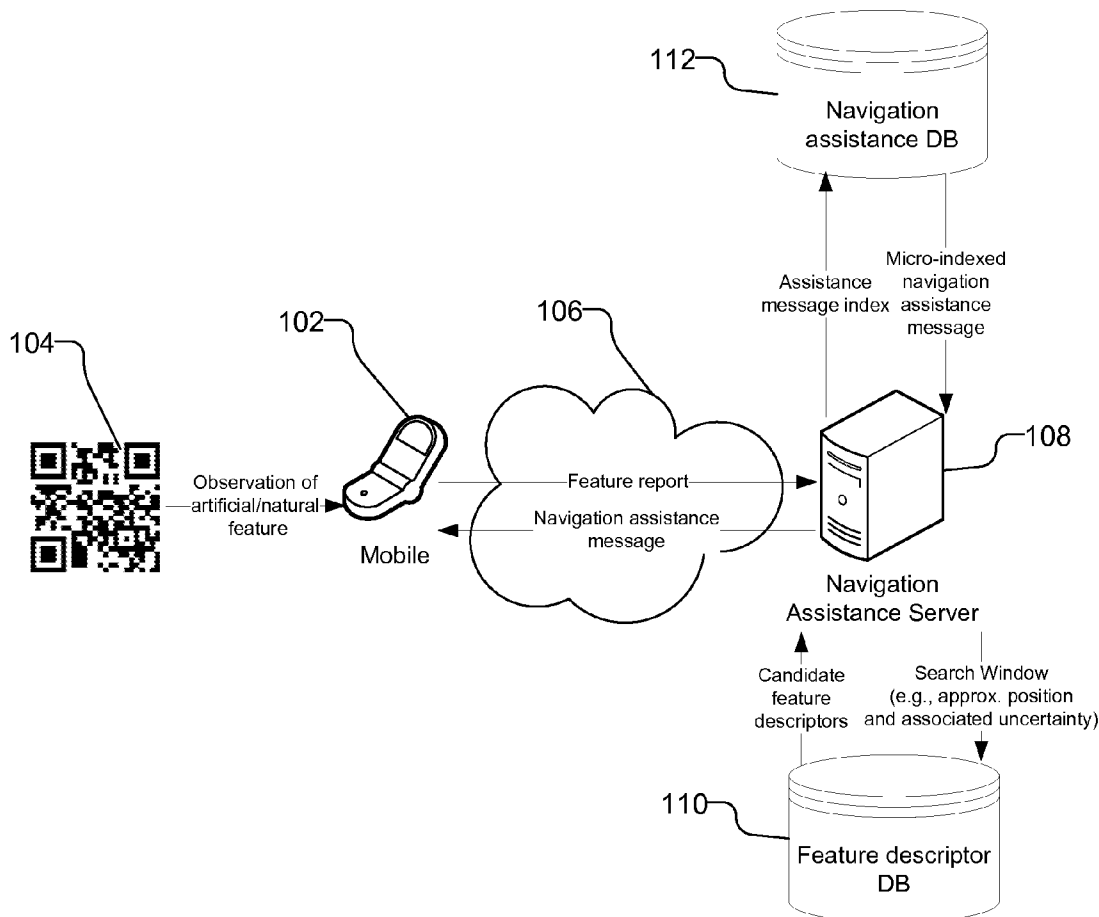 112
Navigation
assistance DB
Assistance
message index
Micro-indexed
navigation
assistance
message
106
102
104
108
Observation of
artificial/natural
feature
Mobile
Feature report
Navigation assistance
message
Navigation
Assistance Server
Candidate
feature
descriptors
Search Window
(e.g., approx. position
and associated uncertainty)
110
Feature descriptor
DB